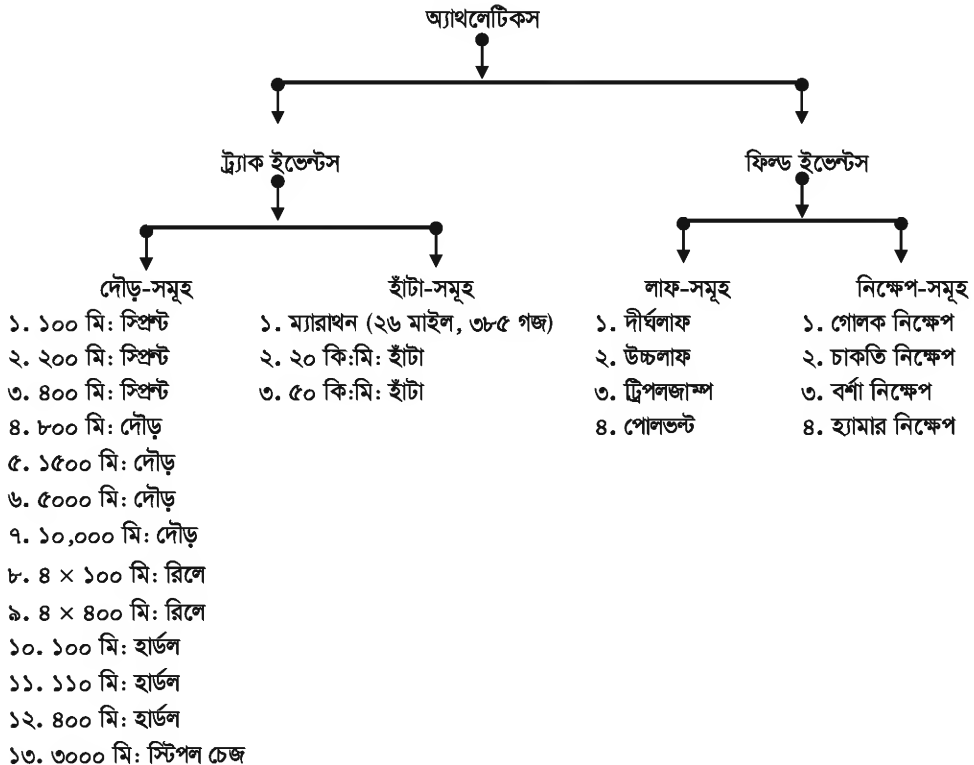 অ্যাথলেটিকস
ট্র্যাক ইভেন্টস
ফিল্ড ইভেন্টস
দৌড়-সমূহ
১. ১০০ মি: স্প্রিন্ট
২. ২০০ মি: স্প্রিন্ট
৩. ৪০০ মি: স্প্রিন্ট
৪. ৮০০ মি: দৌড়
৫. ১৫০০ মি: দৌড়
৬. ৫০০০ মি: দৌড়
৭. ১০,০০০ মি: দৌড়
৮. ৪ × ১০০ মি: রিলে
৯. ৪ × ৪০০ মি: রিলে
১০. ১০০ মি: হার্ডল
১১. ১১০ মি: হার্ডল
১২. ৪০০ মি: হার্ডল
১৩. ৩০০০ মি: স্টিপল চেজ
হাঁটা-সমূহ
১. ম্যারাথন (২৬ মাইল, ৩৮৫ গজ)
২. ২০ কি:মি: হাঁটা
৩. ৫০ কি:মি: হাঁটা
লাফ-সমূহ
১. দীর্ঘলাফ
২. উচ্চলাফ
৩. ট্রিপলজাম্প
৪. পোলভল্ট
নিক্ষেপ-সমূহ
১. গোলক নিক্ষেপ
২. চাকতি নিক্ষেপ
৩. বর্শা নিক্ষেপ
৪. হ্যামার নিক্ষেপ